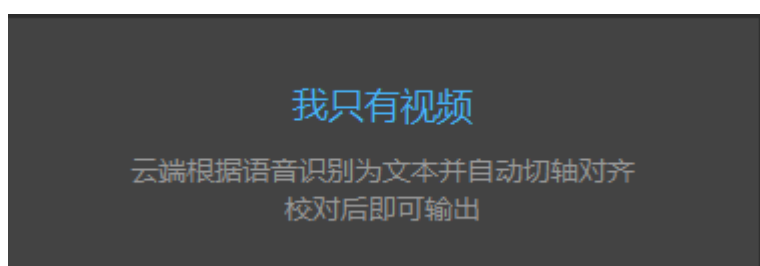 我只有视频
云端根据语音识别为文本并自动切轴对齐
校对后即可输出